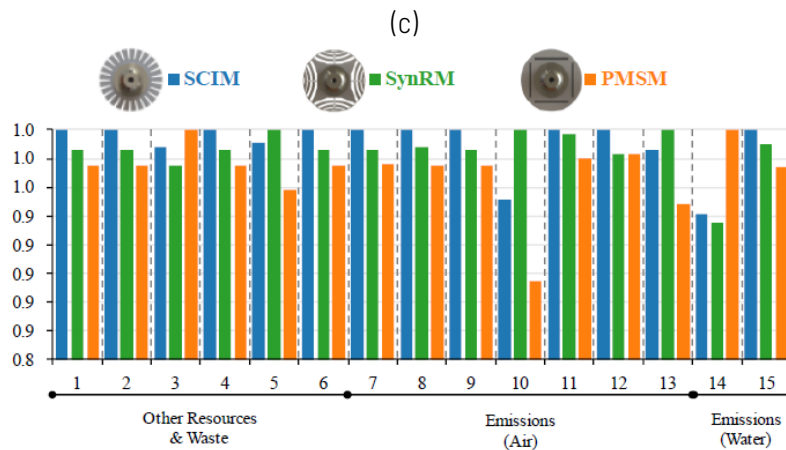 (c)
SCIM SynRM PMSM
1.0
1.0
1.0
0.9
0.9
0.9
0.9
0.9
0.8
1 2 3 4 5 6 7 8 9 10 11 12 13 14 15
Other Resources & Waste
Emissions (Air)
Emissions (Water)